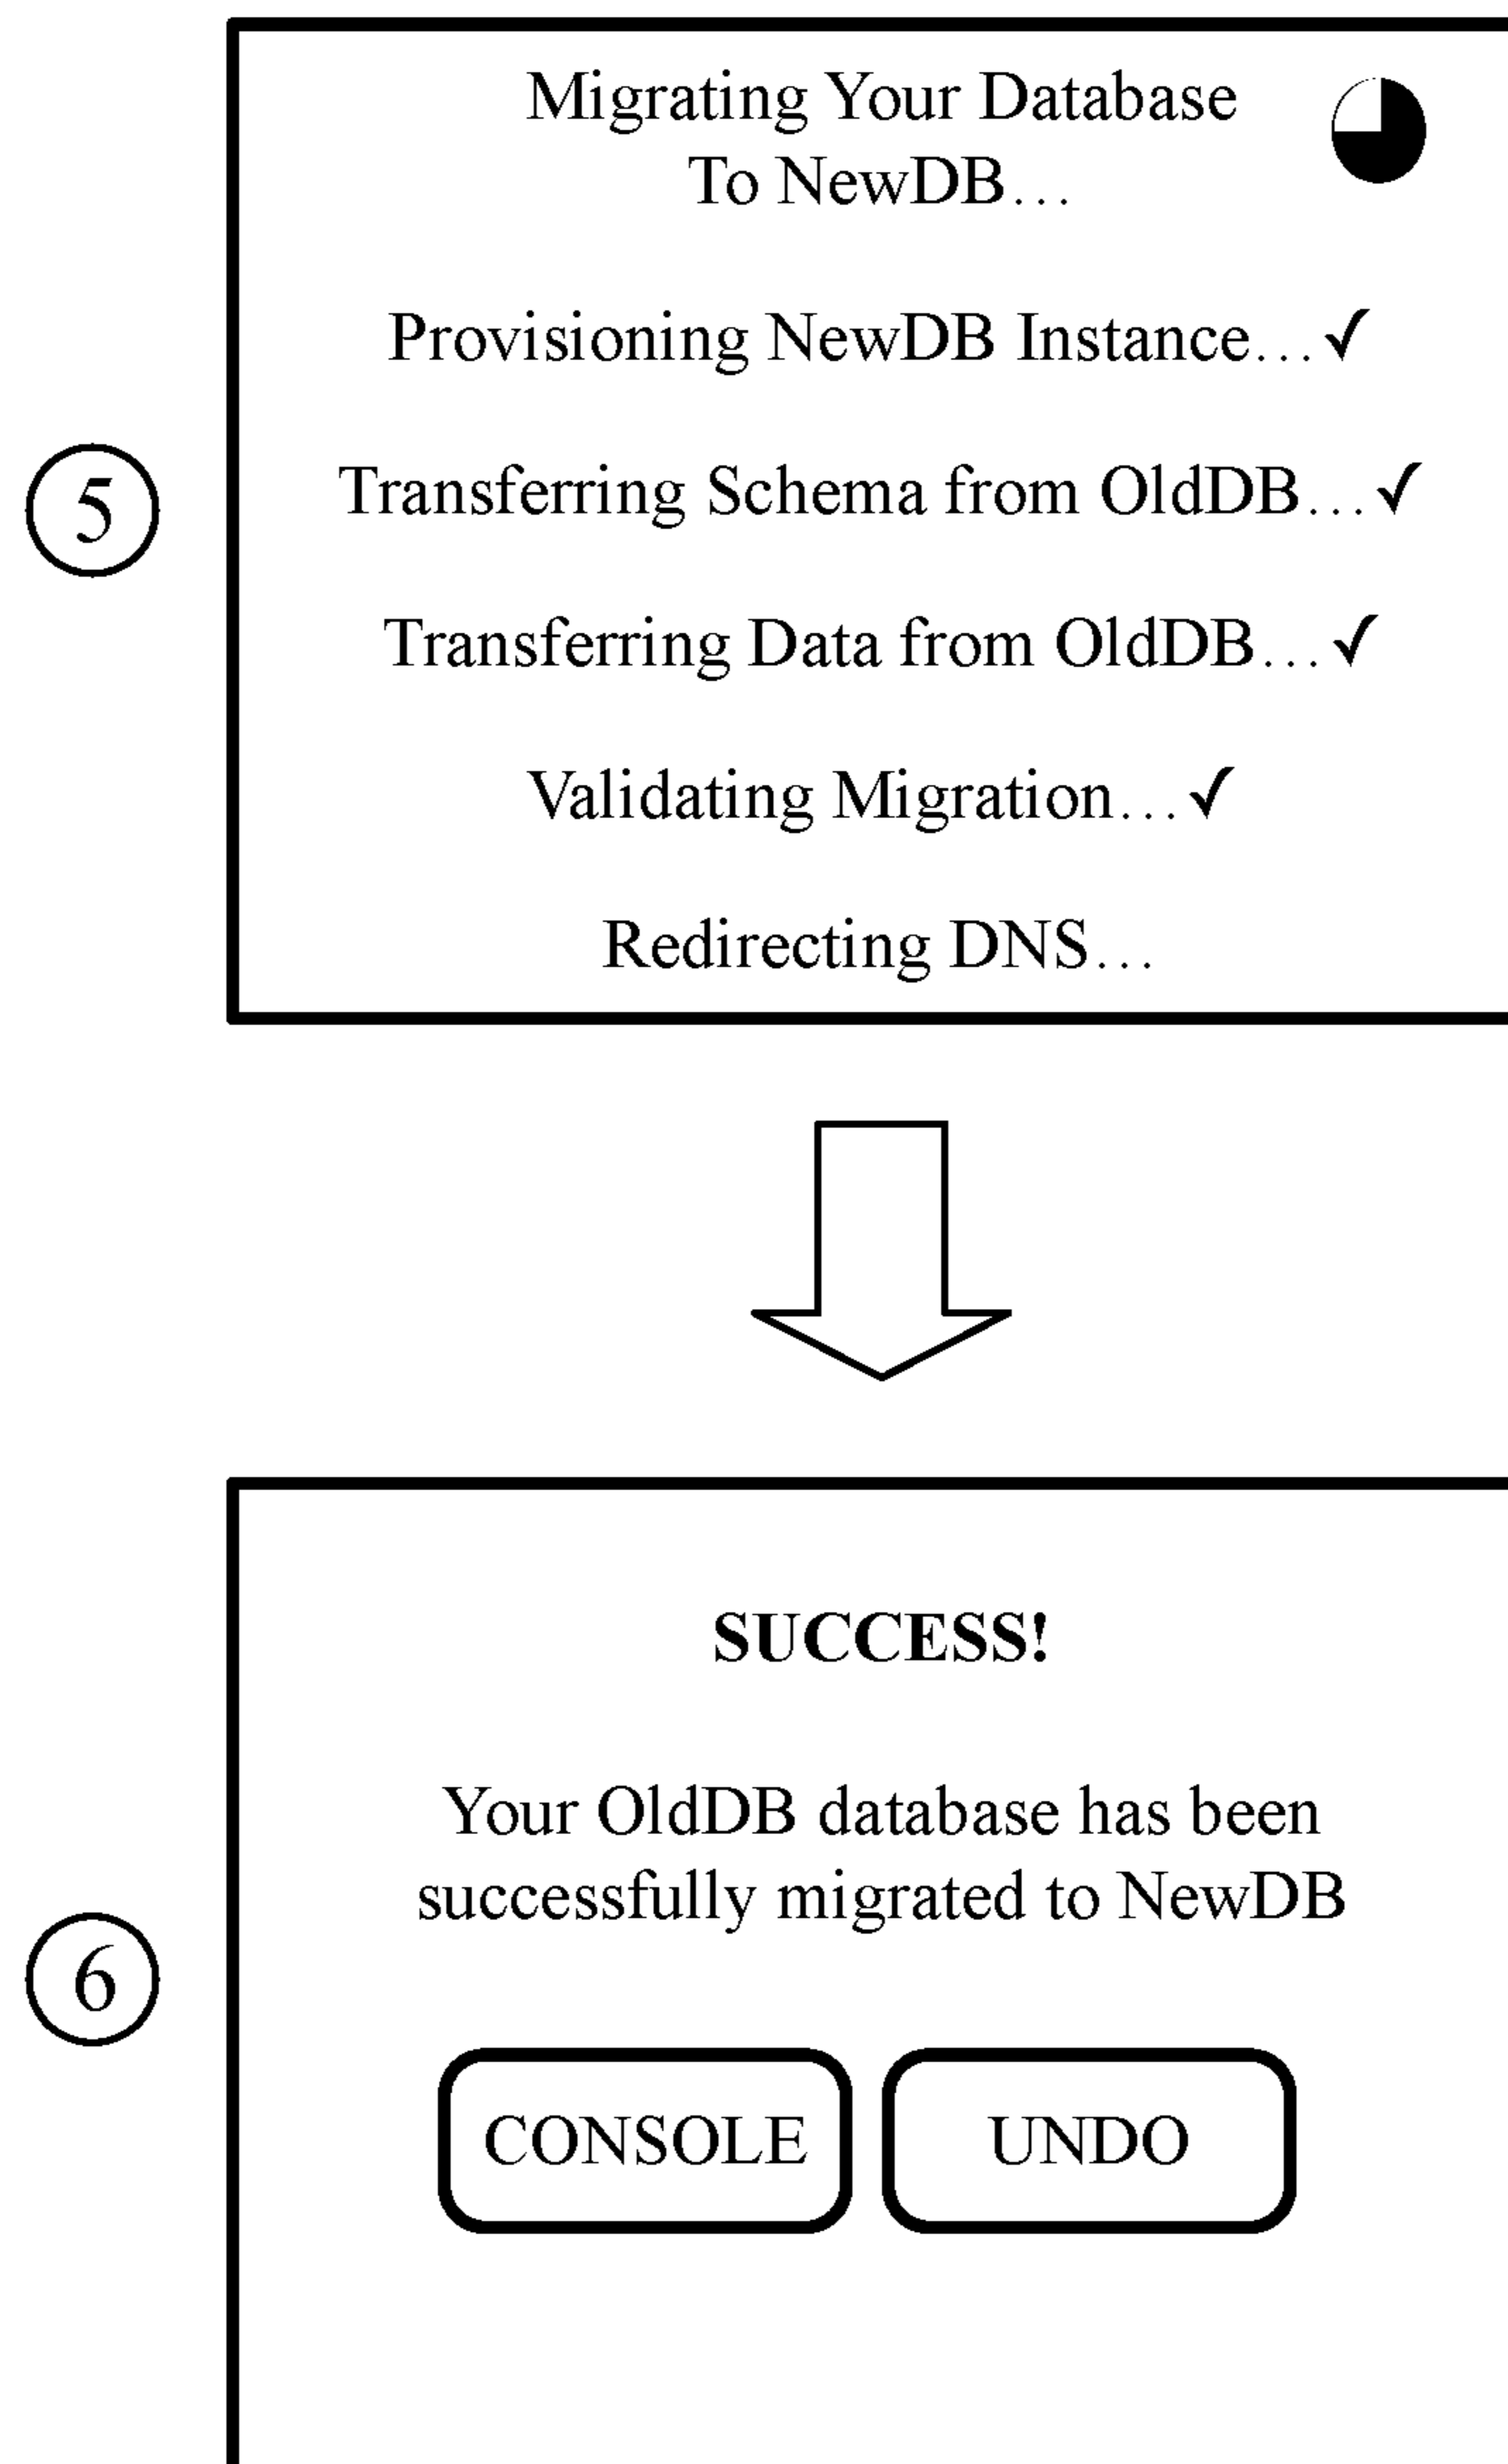 Migrating Your Database
To NewDB...
Provisioning NewDB Instance...✓
5
Transferring Schema from OldDB...✓
Transferring Data from OldDB...✓
Validating Migration...✓
Redirecting DNS...
SUCCESS!
Your OldDB database has been
successfully migrated to NewDB
6
CONSOLE
UNDO